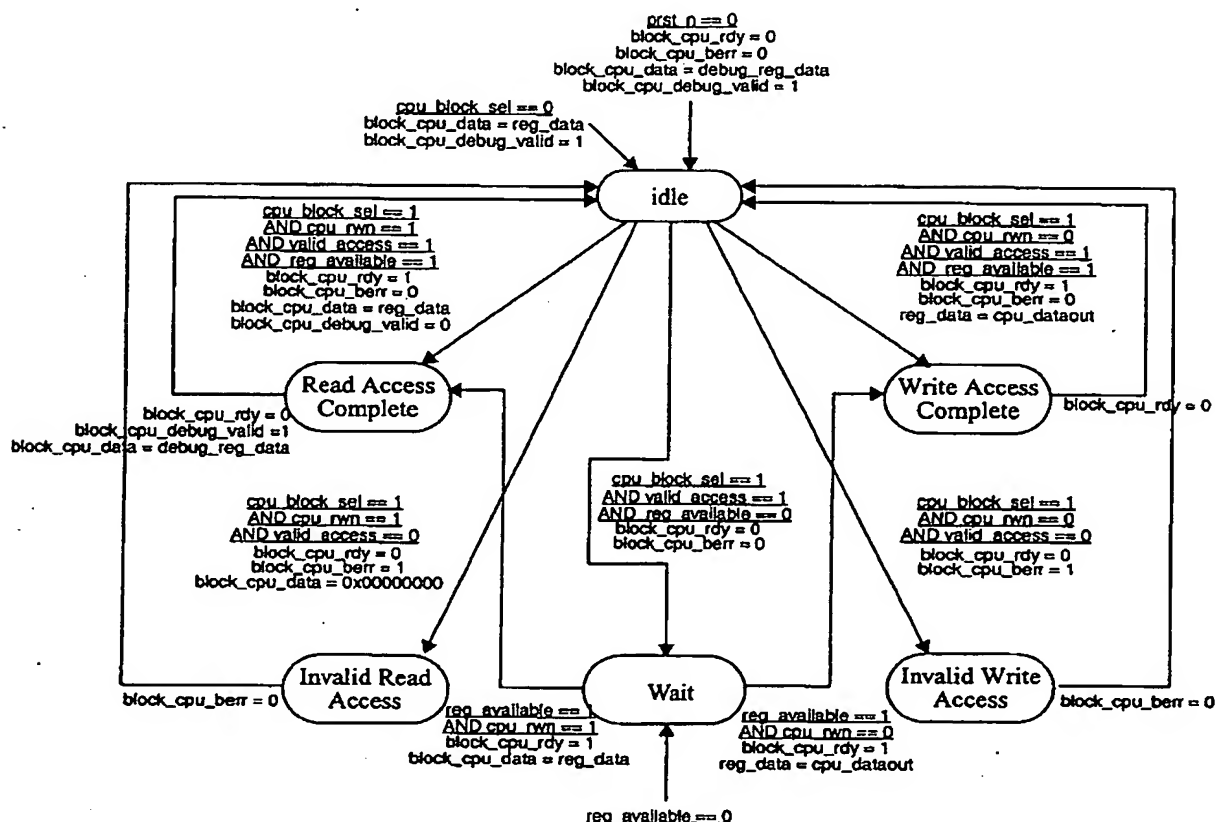 prst_n == 0
block_cpu_rdy = 0
block_cpu_berr = 0
block_cpu_data = debug_reg_data
block_cpu_debug_valid = 1
cpu_block_sel == 0
block_cpu_data = reg_data
block_cpu_debug_valid = 1
idle
cpu_block_sel == 1
AND cpu_rwn == 1
AND valid_access == 1
AND reg_available == 1
block_cpu_rdy = 1
block_cpu_berr = 0
block_cpu_data = reg_data
block_cpu_debug_valid = 0
cpu_block_sel == 1
AND cpu_rwn == 0
AND valid_access == 1
AND reg_available == 1
block_cpu_rdy = 1
block_cpu_berr = 0
reg_data = cpu_dataout
Read Access
Complete
Write Access
Complete
block_cpu_rdy = 0
block_cpu_debug_valid =1
block_cpu_data = debug_reg_data
block_cpu_rdy = 0
cpu_block_sel == 1
AND cpu_rwn == 1
AND valid_access == 0
block_cpu_rdy = 0
block_cpu_berr = 1
block_cpu_data = 0x00000000
cpu_block_sel == 1
AND valid_access == 1
AND reg_available == 0
block_cpu_rdy = 0
block_cpu_berr = 0
cpu_block_sel == 1
AND cpu_rwn == 0
AND valid_access == 0
block_cpu_rdy = 0
block_cpu_berr = 1
Invalid Read
Access
Wait
Invalid Write
Access
block_cpu_berr = 0
block_cpu_berr = 0
reg_available == 1
AND cpu_rwn == 1
block_cpu_rdy = 1
block_cpu_data = reg_data
reg_available == 1
AND cpu_rwn == 0
block_cpu_rdy = 1
reg_data = cpu_dataout
reg_available == 0